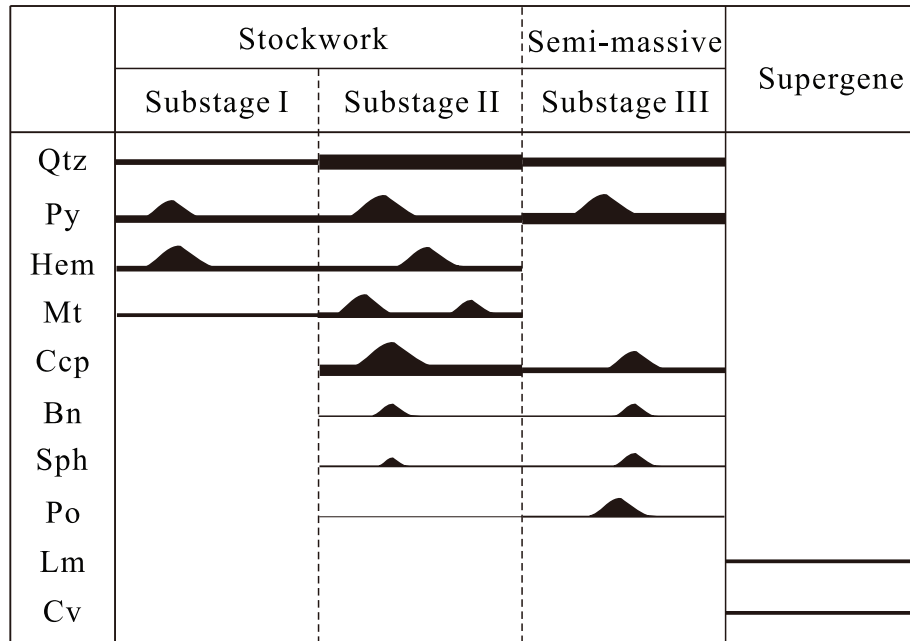 Stockwork
Semi-massive
Supergene
Substage I
Substage II
Substage III
Qtz
Py
Hem
Mt
Ccp
Bn
Sph
Po
Lm
Cv